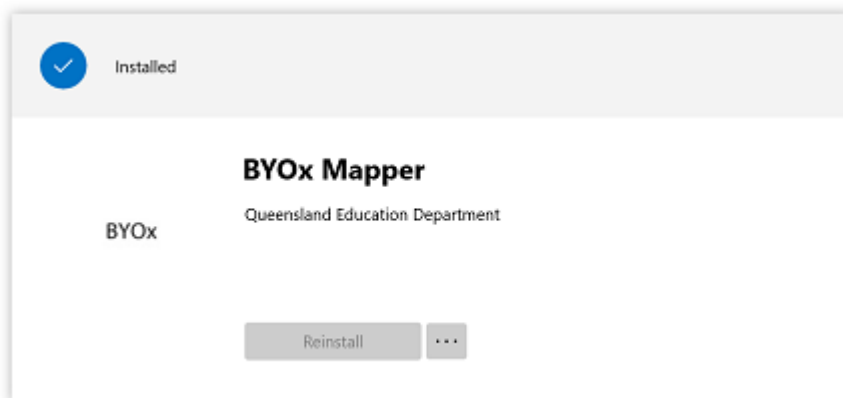 Installed
BYOx Mapper
Queensland Education Department
BYOx
Reinstall
...